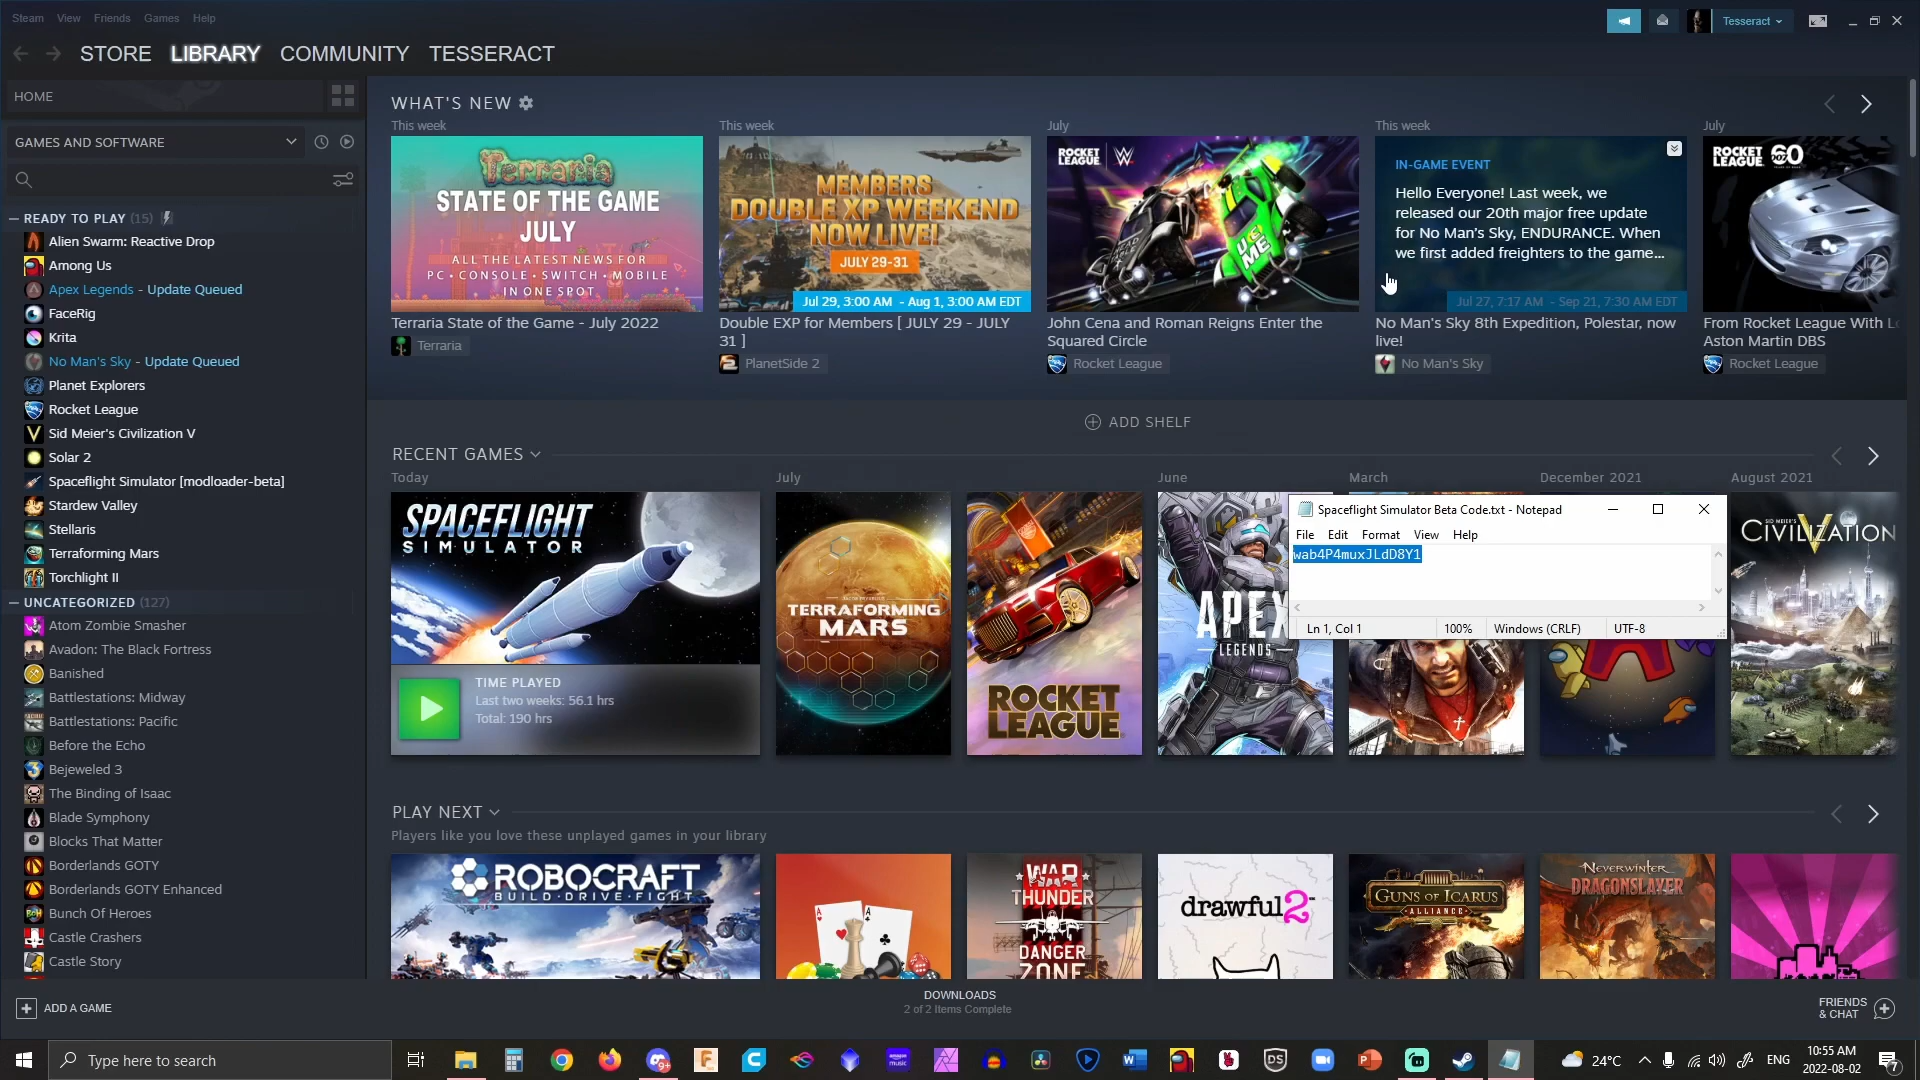 Steam View Friends Games Help
Tesseract
STORE LIBRARY COMMUNITY TESSERACT
HOME
GAMES AND SOFTWARE
READY TO PLAY (15)
Alien Swarm: Reactive Drop
Among Us
Apex Legends - Update Queued
FaceRig
Krita
No Man's Sky - Update Queued
Planet Explorers
Rocket League
Sid Meier's Civilization V
Solar 2
Spaceflight Simulator [modloader-beta]
Stardew Valley
Stellaris
Terraforming Mars
Torchlight II
UNCATEGORIZED (127)
Atom Zombie Smasher
Avadon: The Black Fortress
Banished
Battlestations: Midway
Battlestations: Pacific
Before the Echo
Bejeweled 3
The Binding of Isaac
Blade Symphony
Blocks That Matter
Borderlands GOTY
Borderlands GOTY Enhanced
Bunch Of Heroes
Castle Crashers
Castle Story
ADD A GAME
WHAT'S NEW
This week
Terraria
STATE OF THE GAME
JULY
ALL THE LATEST NEWS FOR
PC • CONSOLE • SWITCH • MOBILE
IN ONE SPOT
Terraria State of the Game - July 2022
Terraria
This week
MEMBERS
DOUBLE XP WEEKEND
NOW LIVE!
JULY 29-31
Jul 29, 3:00 AM - Aug 1, 3:00 AM EDT
Double EXP for Members [ JULY 29 - JULY
31 ]
PlanetSide 2
July
ROCKET
LEAGUE
U C
ME
John Cena and Roman Reigns Enter the
Squared Circle
Rocket League
This week
IN-GAME EVENT
Hello Everyone! Last week, we
released our 20th major free update
for No Man's Sky, ENDURANCE. When
we first added freighters to the game...
Jul 27, 7:17 AM - Sep 21, 7:30 AM EDT
No Man's Sky 8th Expedition, Polestar, now
live!
No Man's Sky
July
ROCKET
LEAGUE
From Rocket League With
Aston Martin DBS
Rocket League
ADD SHELF
RECENT GAMES
Today
SPACEFLIGHT
SIMULATOR
TIME PLAYED
Last two weeks: 56.1 hrs
Total: 190 hrs
July
TERRAFORMING
MARS
ROCKET
LEAGUE
June
APEX
LEGENDS
March
December 2021
August 2021
SID MEIER'S
CIVILIZATION
V
Spaceflight Simulator Beta Code.txt - Notepad
File Edit Format View Help
wab4P4muxJLdD8Y1
Ln 1, Col 1 100% Windows (CRLF) UTF-8
PLAY NEXT
Players like you love these unplayed games in your library
ROBOCRAFT
BUILD · DRIVE · FIGHT
A A
WAR
THUNDER
DANGER
ZONE
drawful 2
GUNS OF ICARUS
ALLIANCE
NEVERWINTER
DRAGONSLAYER
DOWNLOADS
2 of 2 Items Complete
FRIENDS
& CHAT
Type here to search
24°C
ENG
10:55 AM
2022-08-02
7